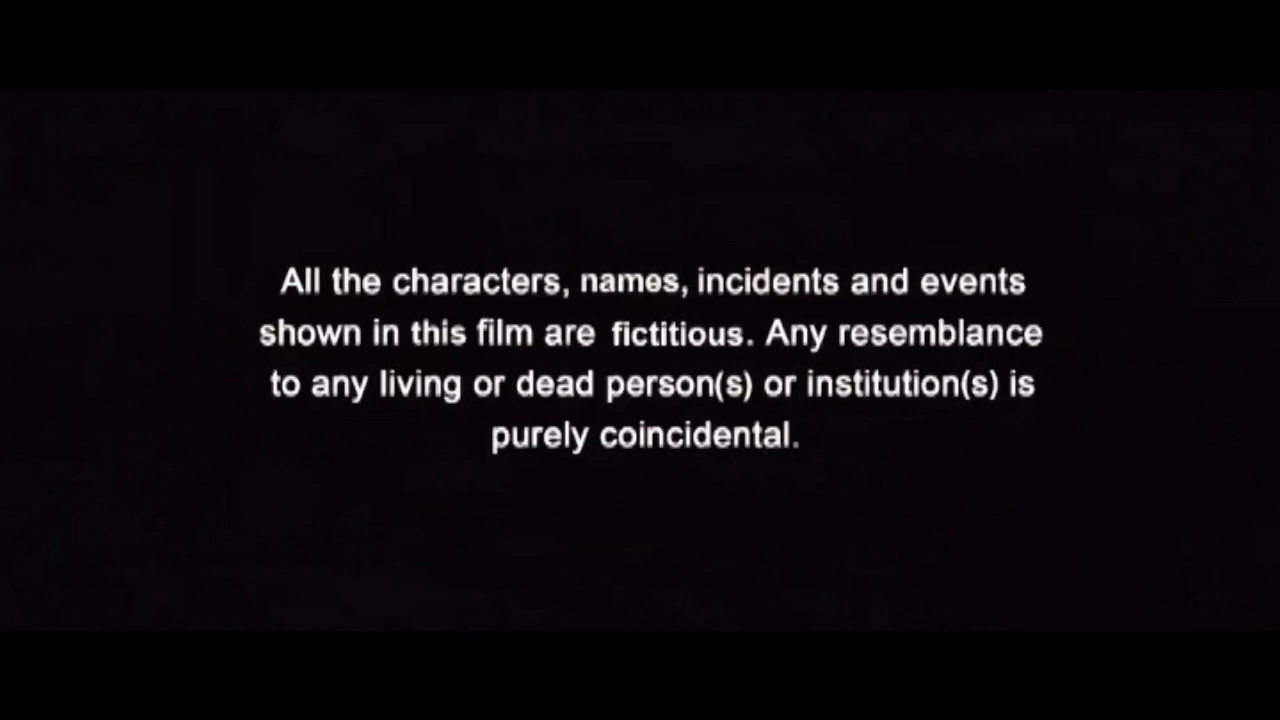 All the characters, names, incidents and events
shown in this film are fictitious. Any resemblance
to any living or dead person(s) or institution(s) is
purely coincidental.